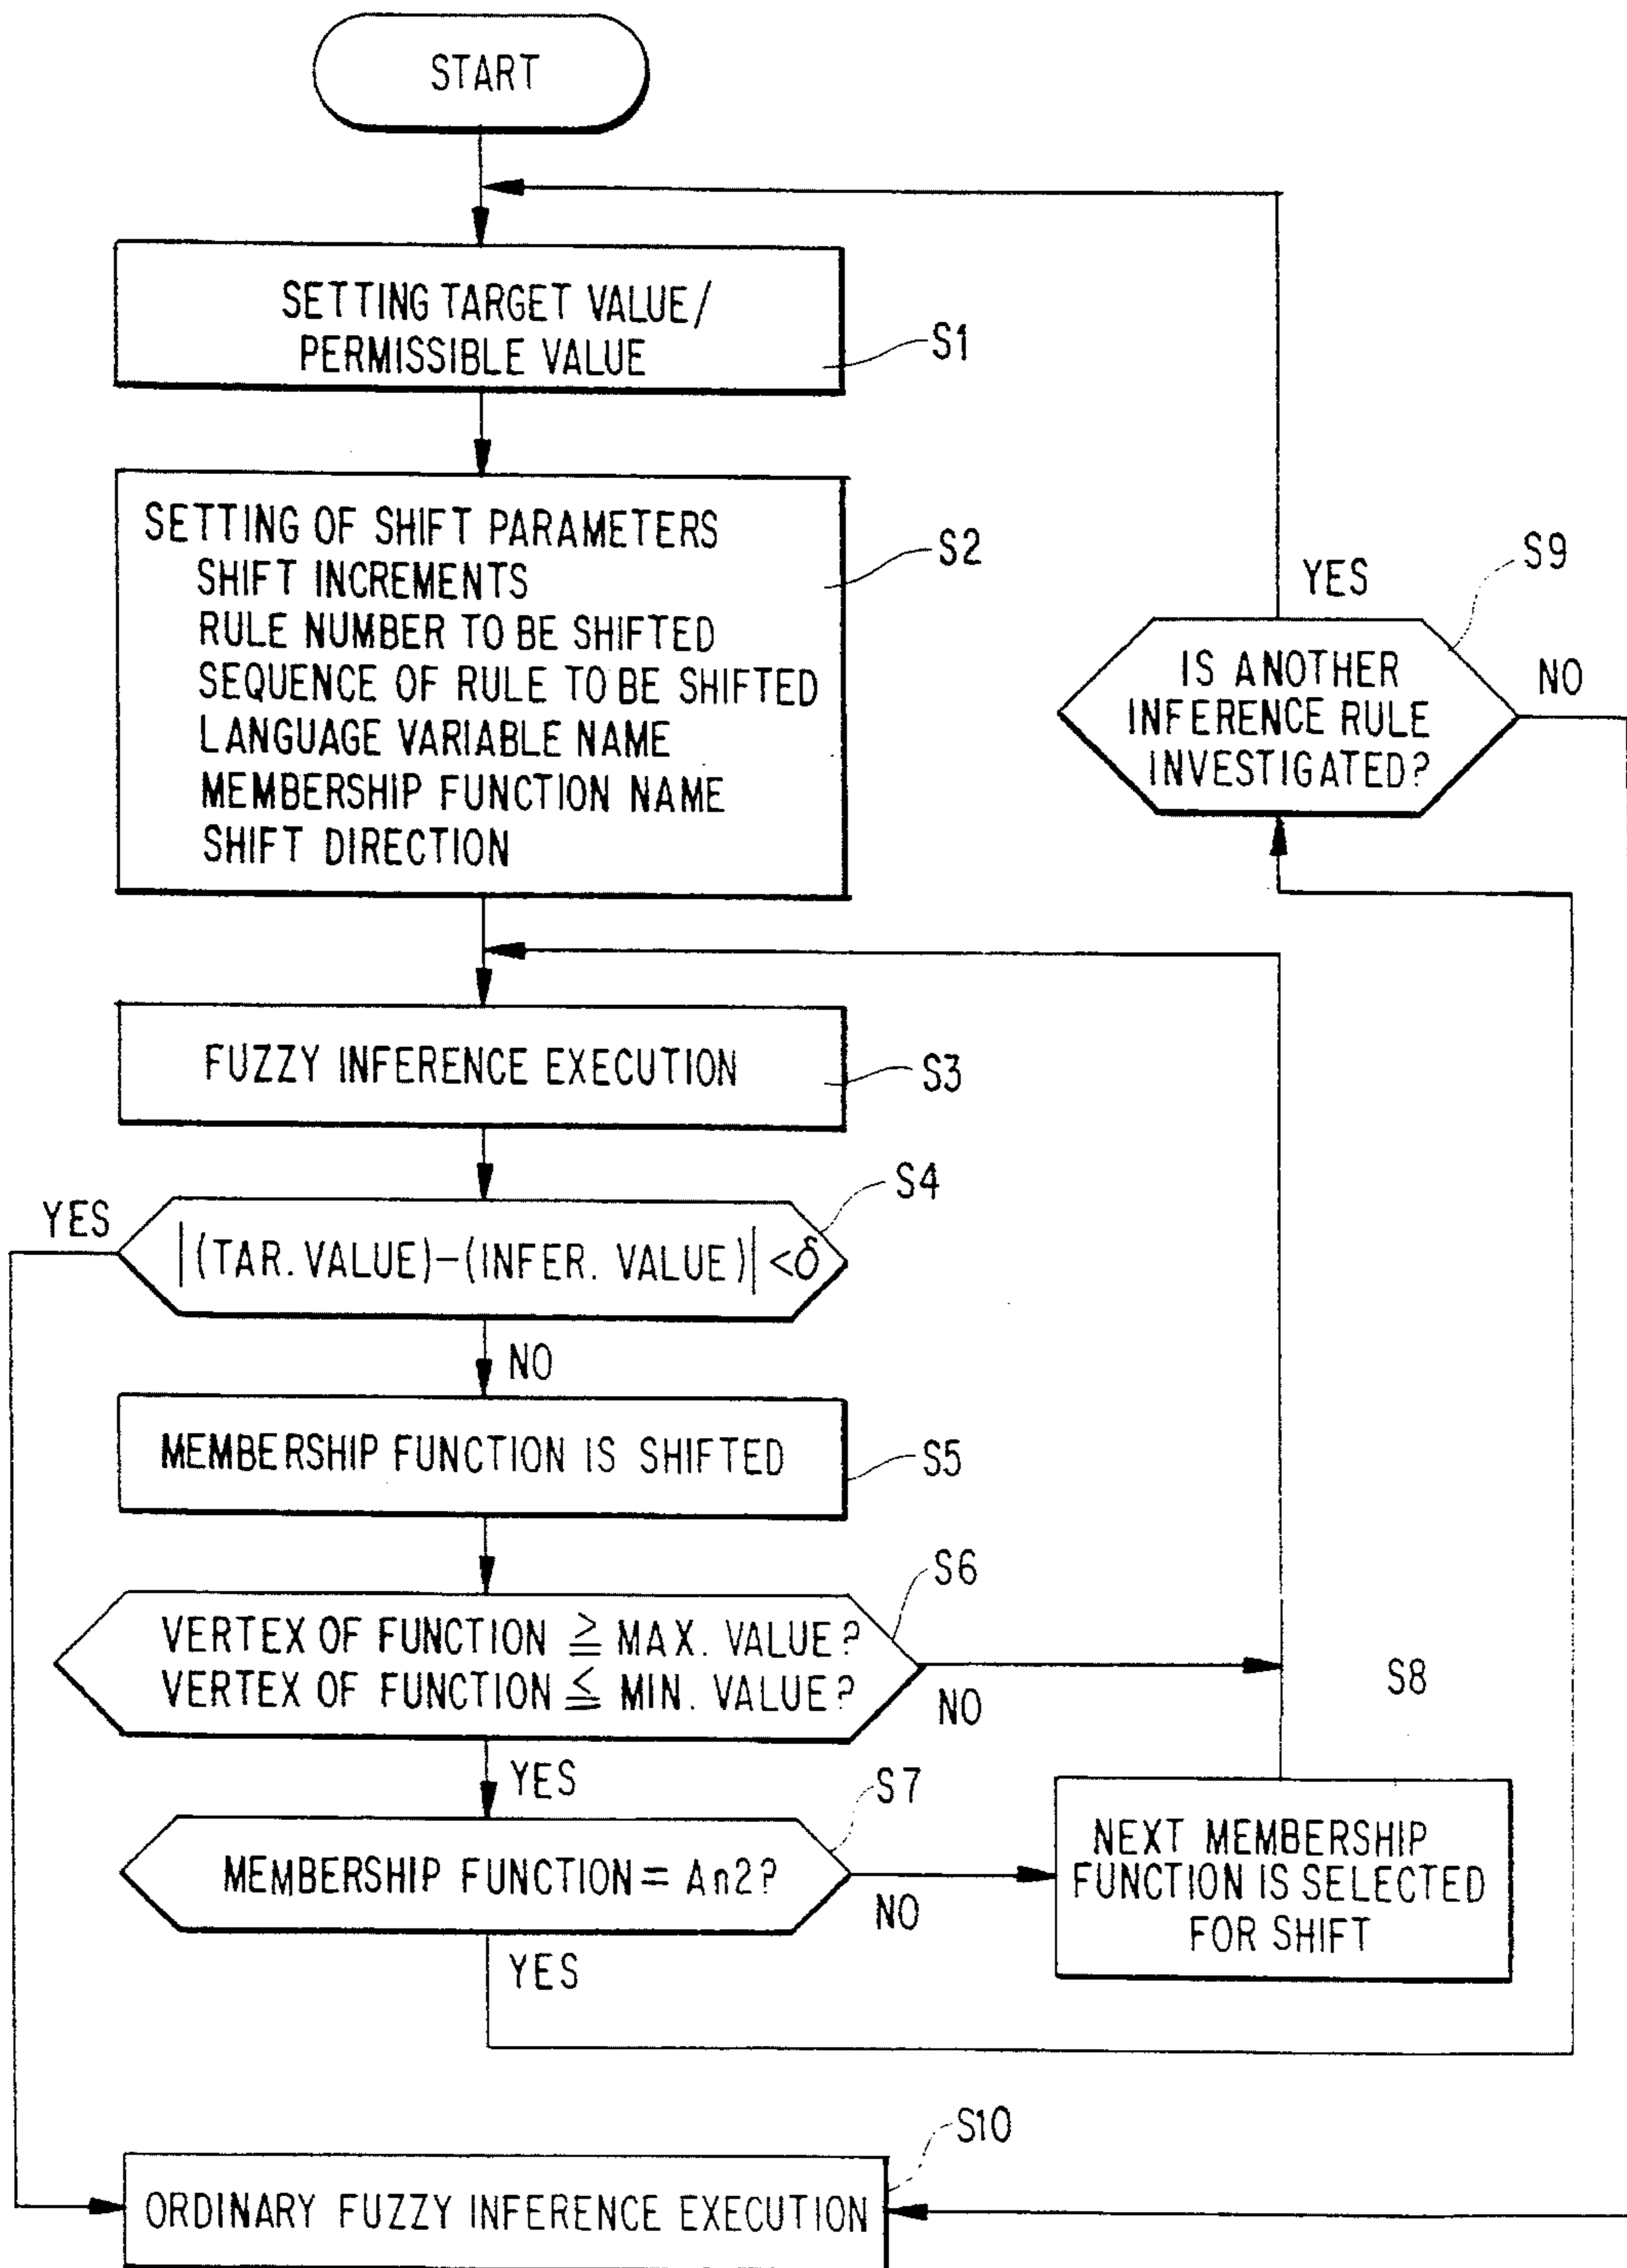 START
SETTING TARGET VALUE/
PERMISSIBLE VALUE
S1
SETTING OF SHIFT PARAMETERS
SHIFT INCREMENTS
RULE NUMBER TO BE SHIFTED
SEQUENCE OF RULE TO BE SHIFTED
LANGUAGE VARIABLE NAME
MEMBERSHIP FUNCTION NAME
SHIFT DIRECTION
S2
YES
S9
IS ANOTHER
INFERENCE RULE
INVESTIGATED?
NO
FUZZY INFERENCE EXECUTION
S3
YES
S4
|(TAR. VALUE)-(INFER. VALUE)|<δ
NO
MEMBERSHIP FUNCTION IS SHIFTED
S5
S6
VERTEX OF FUNCTION ≧ MAX. VALUE?
VERTEX OF FUNCTION ≦ MIN. VALUE?
NO
YES
S7
S8
MEMBERSHIP FUNCTION = An2?
NO
YES
NEXT MEMBERSHIP
FUNCTION IS SELECTED
FOR SHIFT
S10
ORDINARY FUZZY INFERENCE EXECUTION